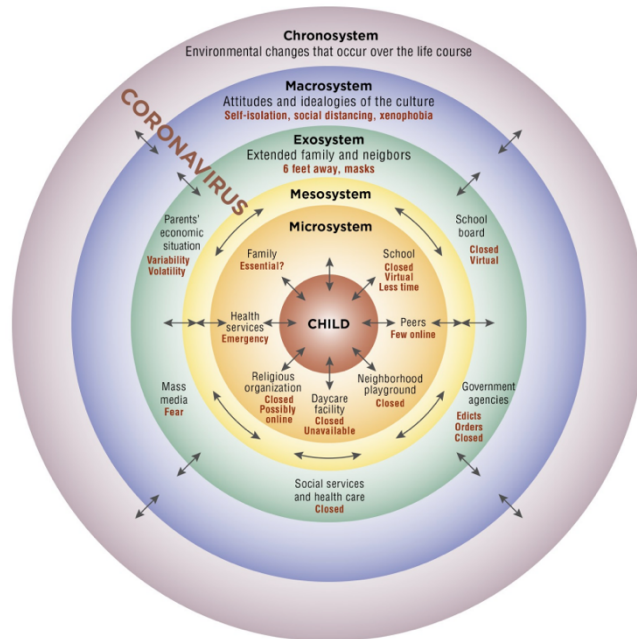 Chronosystem
Environmental changes that occur over the life course
Macrosystem
Attitudes and idealogies of the culture
Self-isolation, social distancing, xenophobia
CORONAVIRUS
Exosystem
Extended family and neighbors
6 feet away, masks
Mesosystem
Microsystem
Parents'
economic
situation
Variability
Volatility
School
board
Closed
Virtual
Family
Essential?
School
Closed
Virtual
Less time
Health
services
Emergency
CHILD
Peers
Few online
Religious
organization
Closed
Possibly
online
Daycare
facility
Closed
Unavailable
Neighborhood
playground
Closed
Mass
media
Fear
Government
agencies
Edicts
Orders
Closed
Social services
and health care
Closed